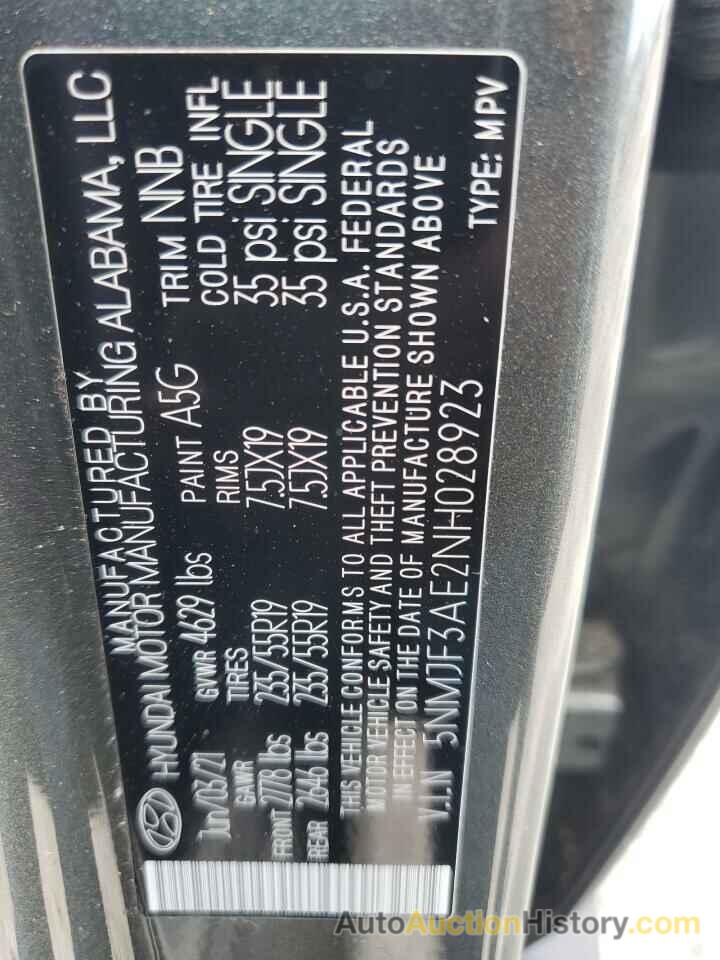 MANUFACTURED BY
HYUNDAI MOTOR MANUFACTURING ALABAMA, LLC
Jun/03/21 GVWR 4629 lbs PAINT A5G TRIM NNB
GAWR TIRES RIMS COLD TIRE INFL
FRONT 2778 lbs 235/55R19 7.5JX19 35 psi SINGLE
REAR 2646 lbs 235/55R19 7.5JX19 35 psi SINGLE
THIS VEHICLE CONFORMS TO ALL APPLICABLE U.S.A. FEDERAL
MOTOR VEHICLE SAFETY AND THEFT PREVENTION STANDARDS
IN EFFECT ON THE DATE OF MANUFACTURE SHOWN ABOVE
V.I.N 5NMJF3AE2NH028923 TYPE: MPV
AutoAuctionHistory.com